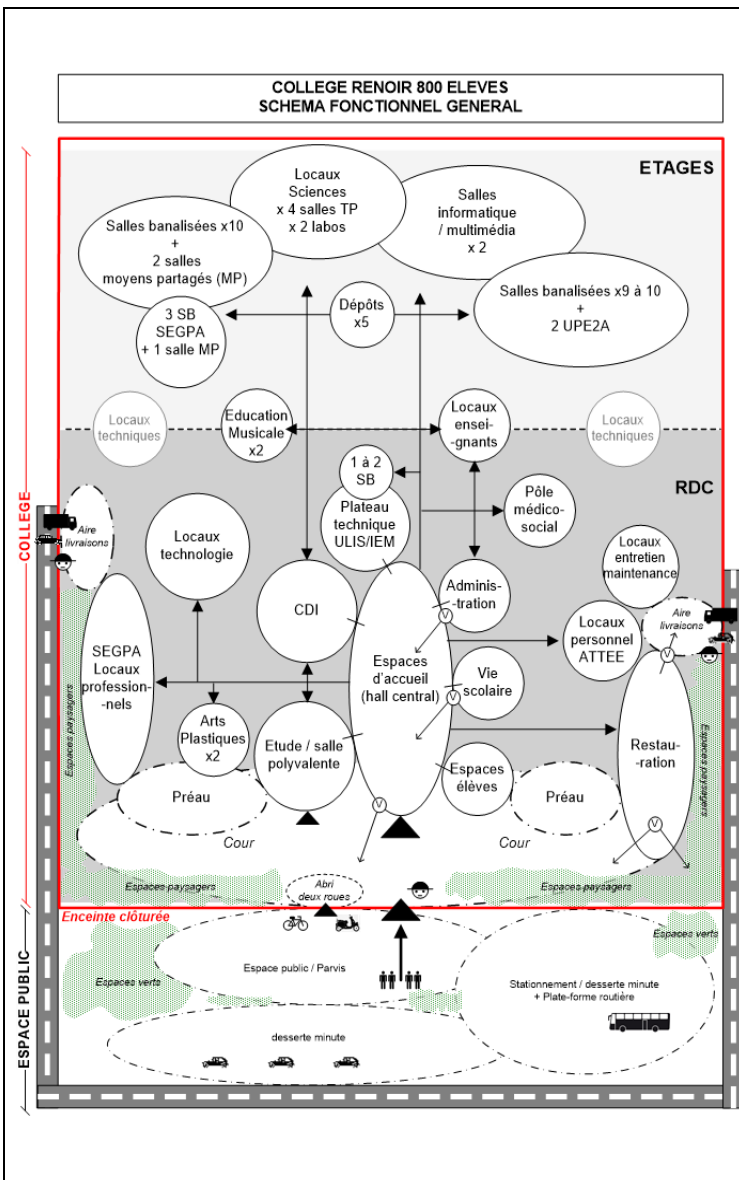 COLLEGE RENOIR 800 ELEVES
SCHEMA FONCTIONNEL GENERAL
ETAGES
Locaux
Sciences
x 4 salles TP
x 2 labos
Salles
informatique
/ multimédia
x 2
Salles banalisées x10
+
2 salles
moyens partagés (MP)
Salles banalisées x9 à 10
+
2 UPE2A
3 SB
SEGPA
+ 1 salle MP
Dépôts
x5
Locaux
techniques
Education
Musicale
x2
Locaux
ensei-
-gnants
Locaux
techniques
RDC
COLLEGE
1 à 2
SB
Plateau
technique
ULIS/IEM
Pôle
médico-
social
Aire
livraisons
Locaux
technologie
Locaux
entretien
maintenance
CDI
Adminis-
-tration
V
Locaux
personnel
ATTEE
Aire
livraisons
V
SEGPA
Locaux
profession-
-nels
Espaces
d'accueil
(hall central)
Vie
scolaire
V
Espaces paysagers
Arts
Plastiques
x2
Etude / salle
polyvalente
Espaces
élèves
Restau-
-ration
Espaces paysagers
Préau
Préau
V
V
Cour
Cour
Espaces paysagers
Abri
deux roues
Espaces paysagers
Enceinte clôturée
ESPACE PUBLIC
Espaces verts
Espace public / Parvis
Espaces verts
Stationnement / desserte minute
+ Plate-forme routière
desserte minute